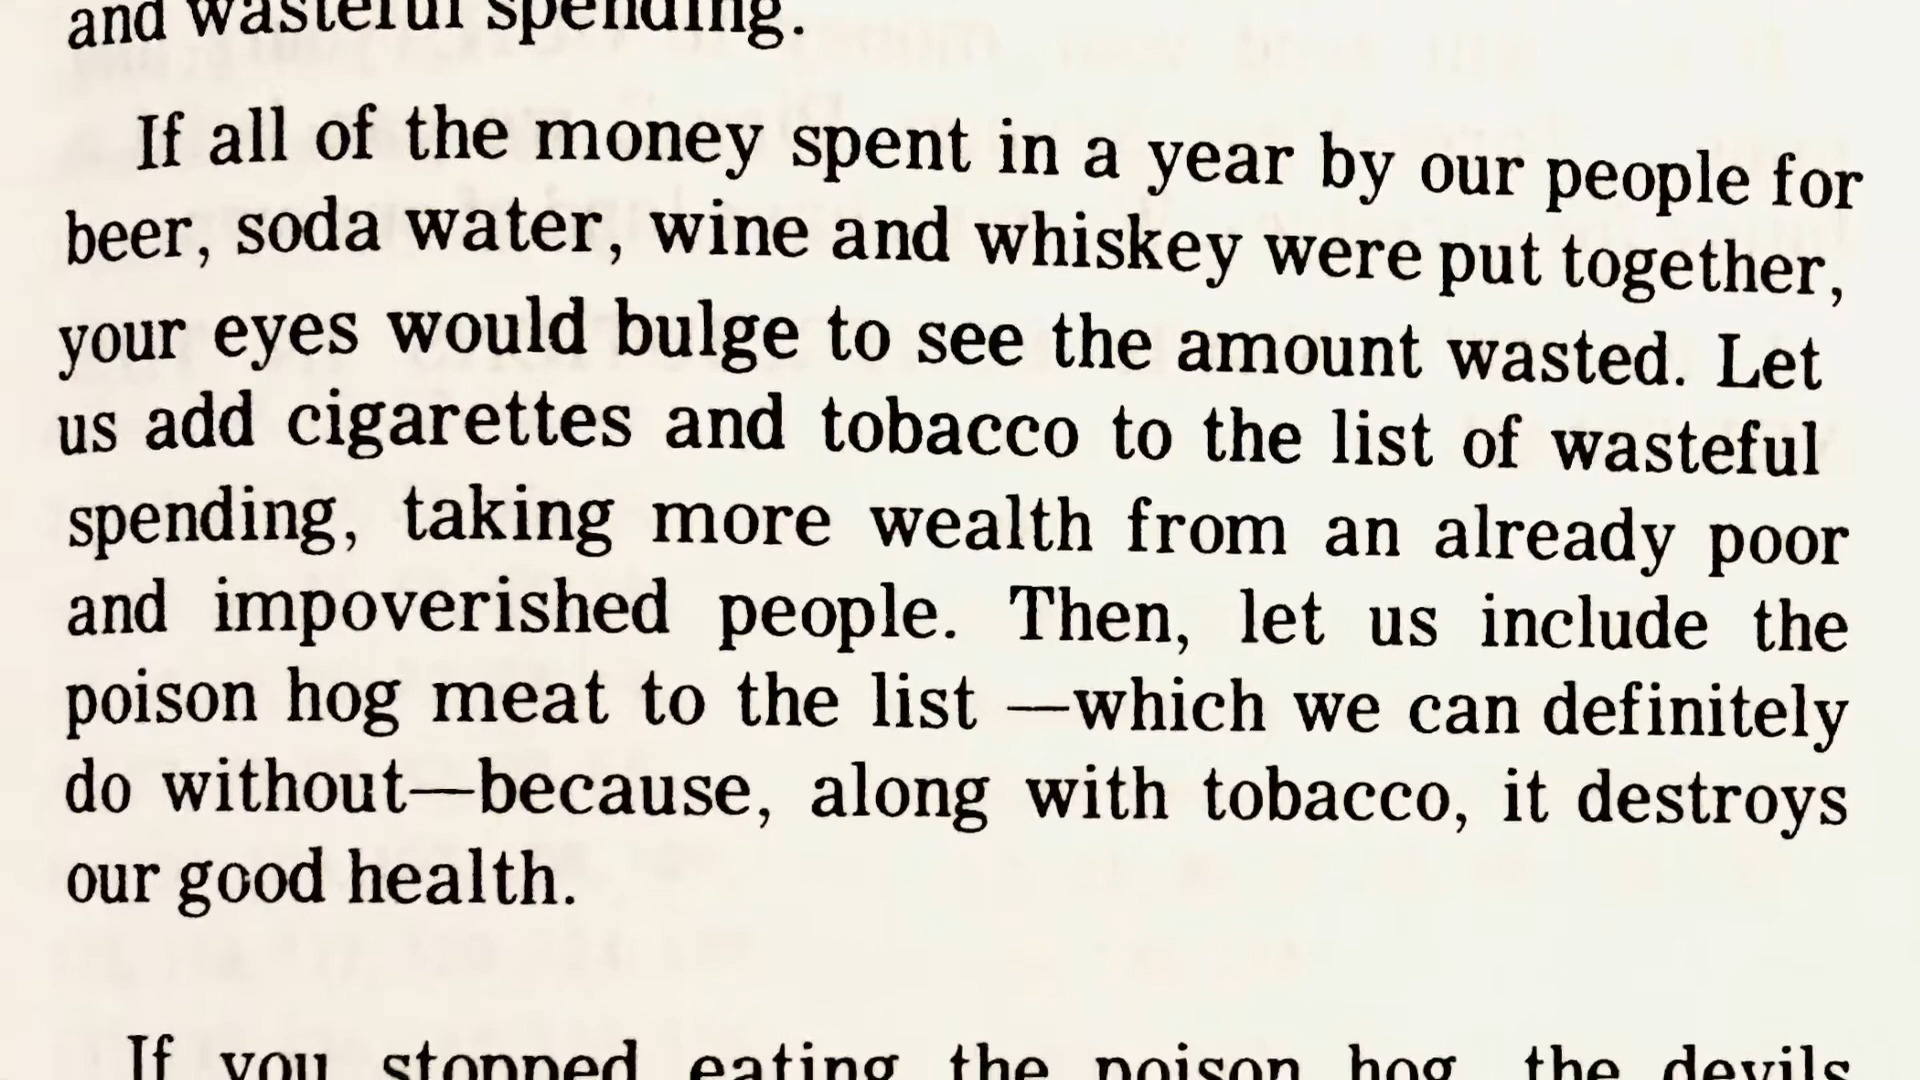 and wasteful spending.
If all of the money spent in a year by our people for
beer, soda water, wine and whiskey were put together,
your eyes would bulge to see the amount wasted. Let
us add cigarettes and tobacco to the list of wasteful
spending, taking more wealth from an already poor
and impoverished people. Then, let us include the
poison hog meat to the list —which we can definitely
do without—because, along with tobacco, it destroys
our good health.
If you stopped eating the poison hog, the devils